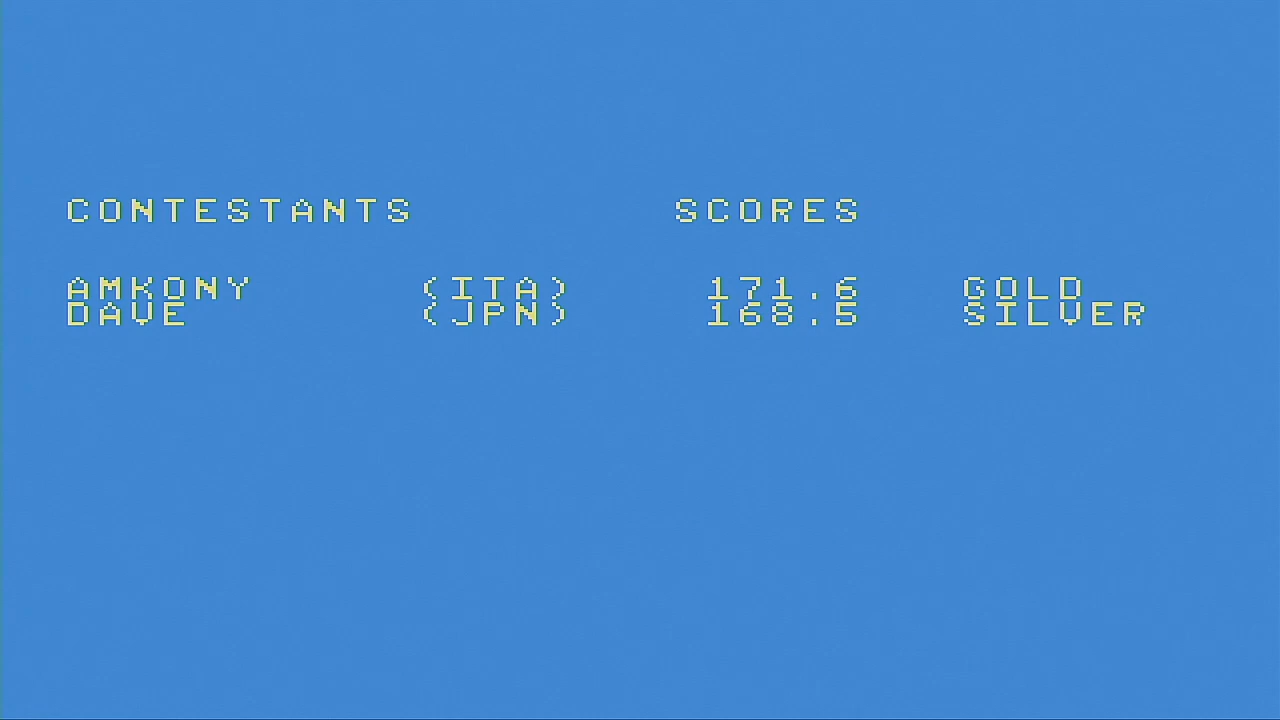 CONTESTANTS SCORES
AMKONY (ITA) 171.6 GOLD
DAVE (JPN) 168.5 SILVER